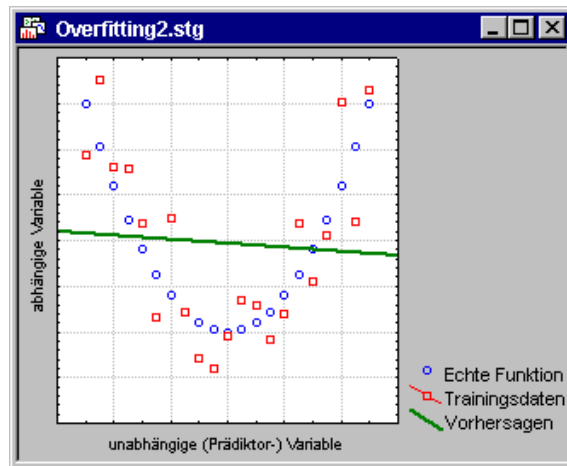 Overfitting2.stg
abhängige Variable
unabhängige (Prädiktor-) Variable
Echte Funktion
Trainingsdaten
Vorhersagen